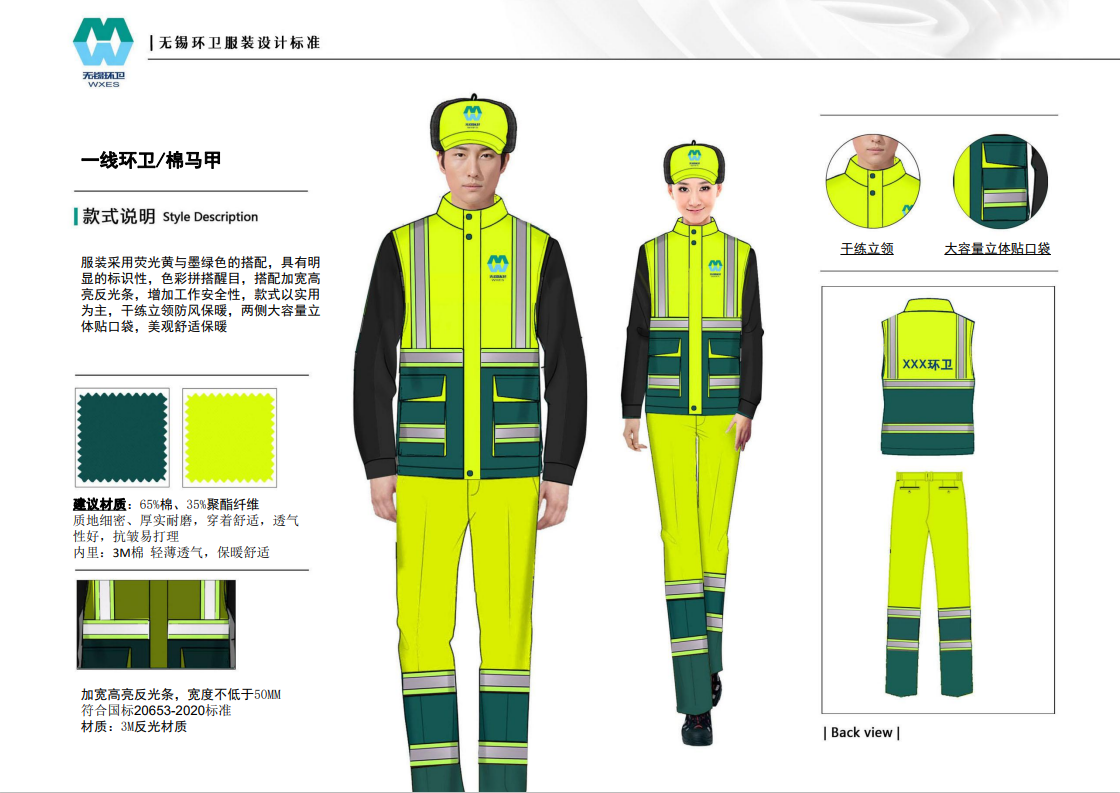 无锡环卫
WXES
无锡环卫服装设计标准
一线环卫/棉马甲
款式说明 Style Description
服装采用荧光黄与墨绿色的搭配，具有明
显的标识性，色彩拼搭醒目，搭配加宽高
亮反光条，增加工作安全性，款式以实用
为主，干练立领防风保暖，两侧大容量立
体贴口袋，美观舒适保暖
建议材质：65%棉、35%聚酯纤维
质地细密、厚实耐磨，穿着舒适，透气
性好，抗皱易打理
内里：3M棉 轻薄透气，保暖舒适
加宽高亮反光条，宽度不低于50MM
符合国标20653-2020标准
材质：3M反光材质
干练立领
大容量立体贴口袋
XXX环卫
| Back view |